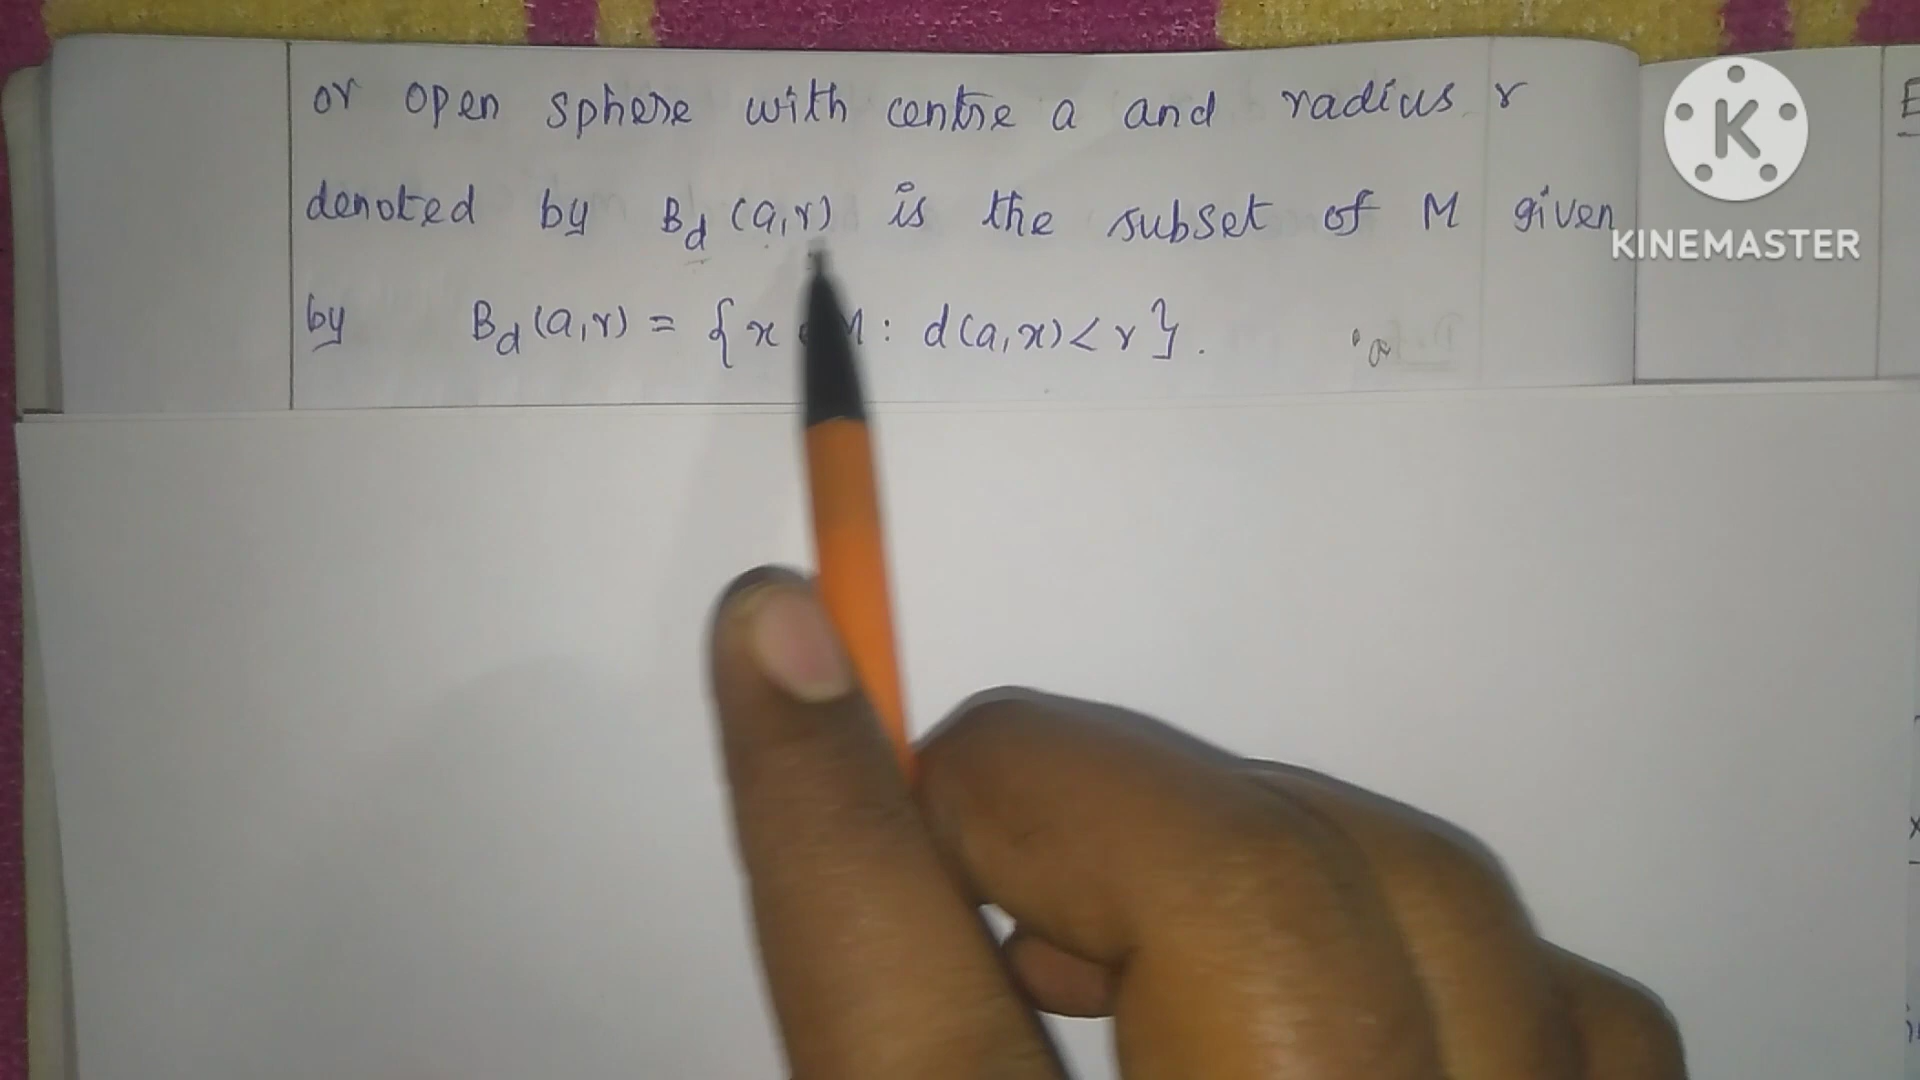 or open sphere with centre a and radius r
denoted by B_d (a,r) is the subset of M given
by B_d (a,r) = { x ∈ M : d(a,x) < r } .
K
KINEMASTER